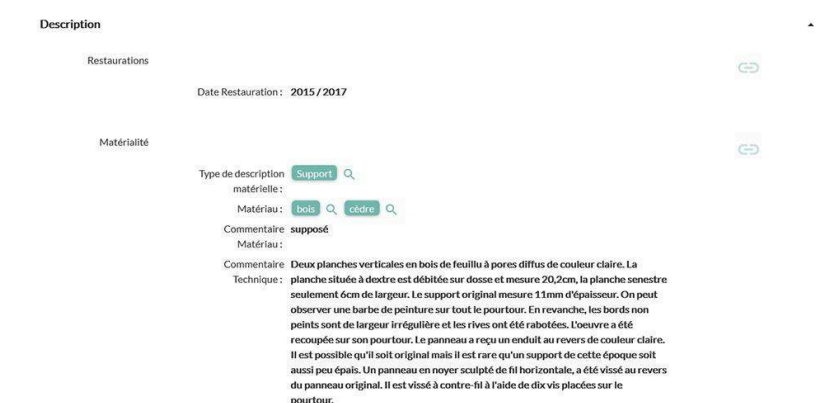 Description
Restaurations
Date Restauration : 2015 / 2017
Matérialité
Type de description Support
matérielle :
Matériau : bois cèdre
Commentaire supposé
Matériau :
Commentaire Deux planches verticales en bois de feuillu à pores diffus de couleur claire. La
Technique : planche située à dextre est débitée sur dosse et mesure 20,2cm, la planche senestre
seulement 6cm de largeur. Le support original mesure 11mm d'épaisseur. On peut
observer une barbe de peinture sur tout le pourtour. En revanche, les bords non
peints sont de largeur irrégulière et les rives ont été rabotées. L'oeuvre a été
recoupée sur son pourtour. Le panneau a reçu un enduit au revers de couleur claire.
Il est possible qu'il soit original mais il est rare qu'un support de cette époque soit
aussi peu épais. Un panneau en noyer sculpté de fil horizontale, a été vissé au revers
du panneau original. Il est vissé à contre-fil à l'aide de dix vis placées sur le
pourtour.